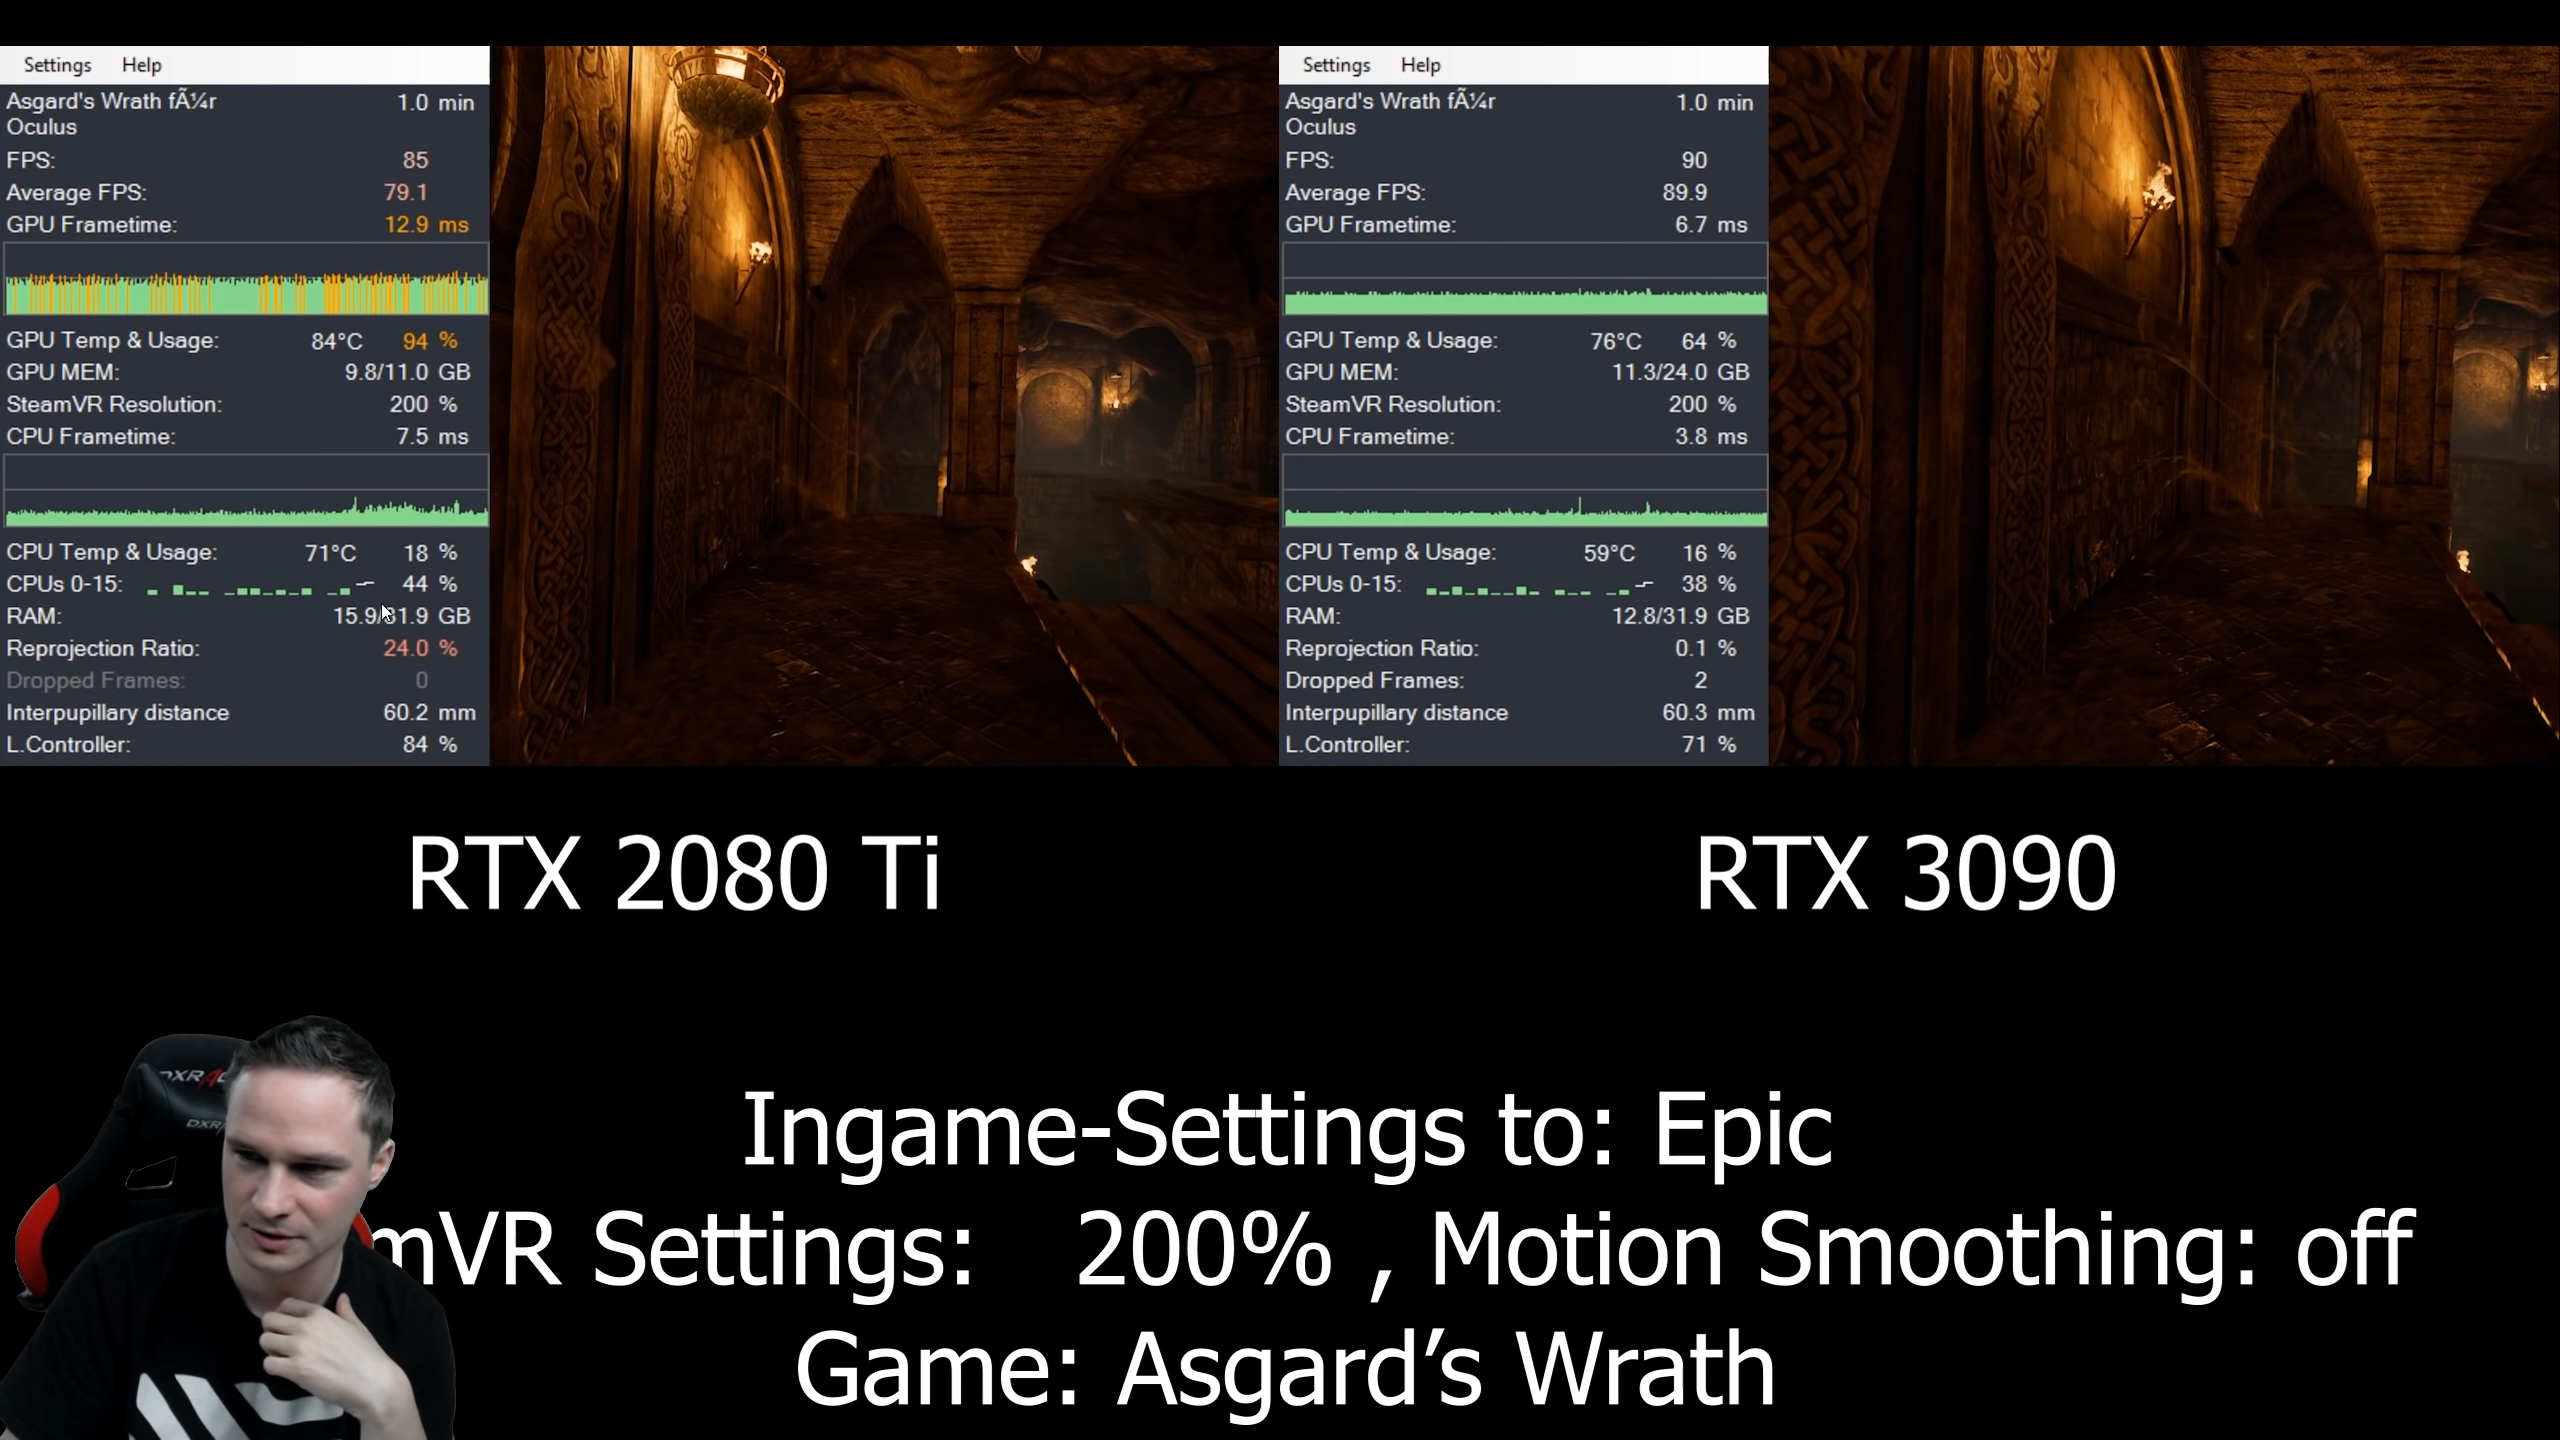 Settings Help
Asgard's Wrath fÃ¼r 1.0 min
Oculus
FPS: 85
Average FPS: 79.1
GPU Frametime: 12.9 ms
GPU Temp & Usage: 84°C 94 %
GPU MEM: 9.8/11.0 GB
SteamVR Resolution: 200 %
CPU Frametime: 7.5 ms
CPU Temp & Usage: 71°C 18 %
CPUs 0-15: 44 %
RAM: 15.9/31.9 GB
Reprojection Ratio: 24.0 %
Dropped Frames: 0
Interpupillary distance 60.2 mm
L.Controller: 84 %
Settings Help
Asgard's Wrath fÃ¼r 1.0 min
Oculus
FPS: 90
Average FPS: 89.9
GPU Frametime: 6.7 ms
GPU Temp & Usage: 76°C 64 %
GPU MEM: 11.3/24.0 GB
SteamVR Resolution: 200 %
CPU Frametime: 3.8 ms
CPU Temp & Usage: 59°C 16 %
CPUs 0-15: 38 %
RAM: 12.8/31.9 GB
Reprojection Ratio: 0.1 %
Dropped Frames: 2
Interpupillary distance 60.3 mm
L.Controller: 71 %
RTX 2080 Ti
RTX 3090
Ingame-Settings to: Epic
mVR Settings: 200% , Motion Smoothing: off
Game: Asgard’s Wrath